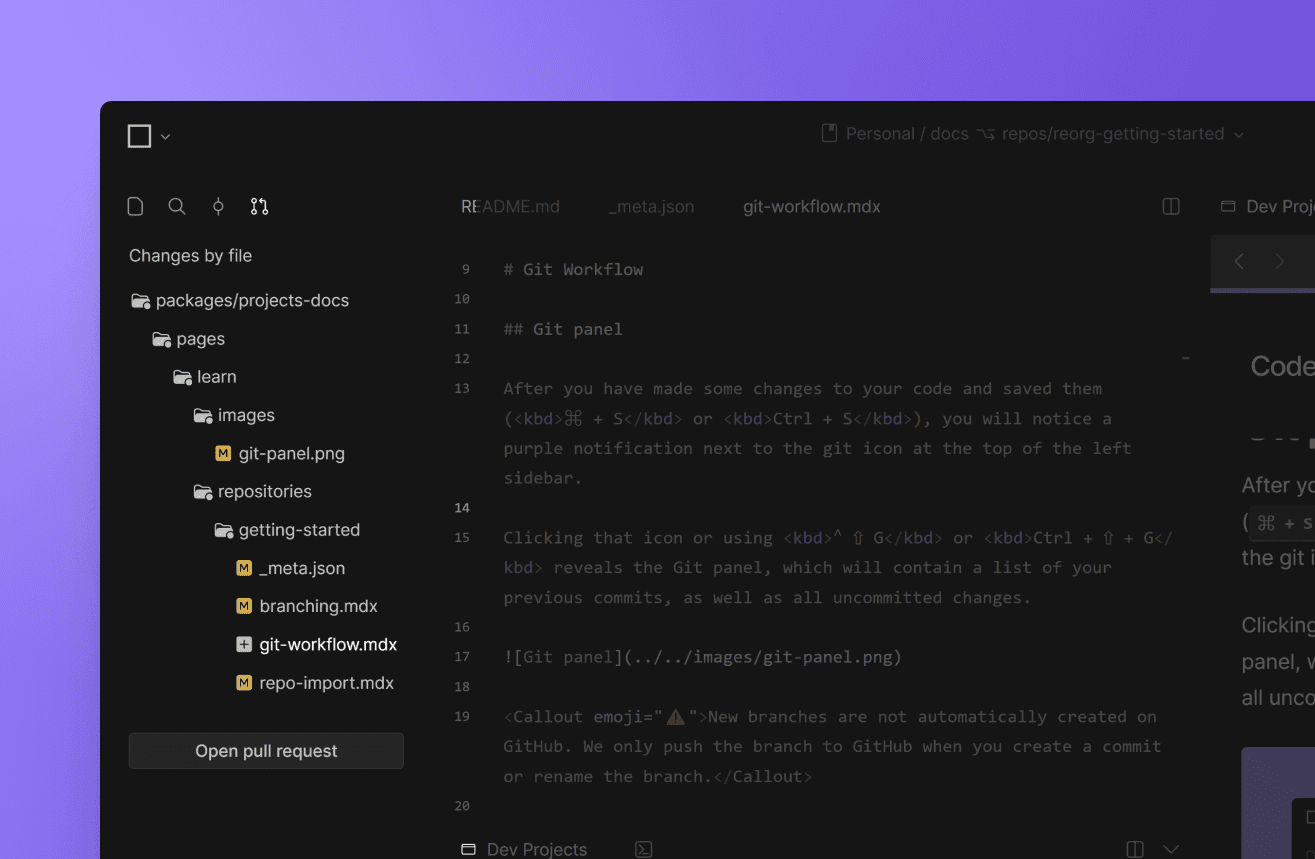 Personal / docs ⌥ repos/reorg-getting-started
README.md
_meta.json
git-workflow.mdx
Dev Proj
Changes by file
packages/projects-docs
pages
learn
images
M git-panel.png
repositories
getting-started
M _meta.json
M branching.mdx
+ git-workflow.mdx
M repo-import.mdx
Open pull request
9 # Git Workflow
10
11 ## Git panel
12
13 After you have made some changes to your code and saved them
(<kbd>⌘ + S</kbd> or <kbd>Ctrl + S</kbd>), you will notice a
purple notification next to the git icon at the top of the left
sidebar.
14
15 Clicking that icon or using <kbd>^ ⇧ G</kbd> or <kbd>Ctrl + ⇧ + G</
kbd> reveals the Git panel, which will contain a list of your
previous commits, as well as all uncommitted changes.
16
17 ![Git panel](../../images/git-panel.png)
18
19 <Callout emoji="⚠️">New branches are not automatically created on
GitHub. We only push the branch to GitHub when you create a commit
or rename the branch.</Callout>
20
Dev Projects
Code
After yo
(⌘ + S
the git i
Clicking
panel, w
all unco